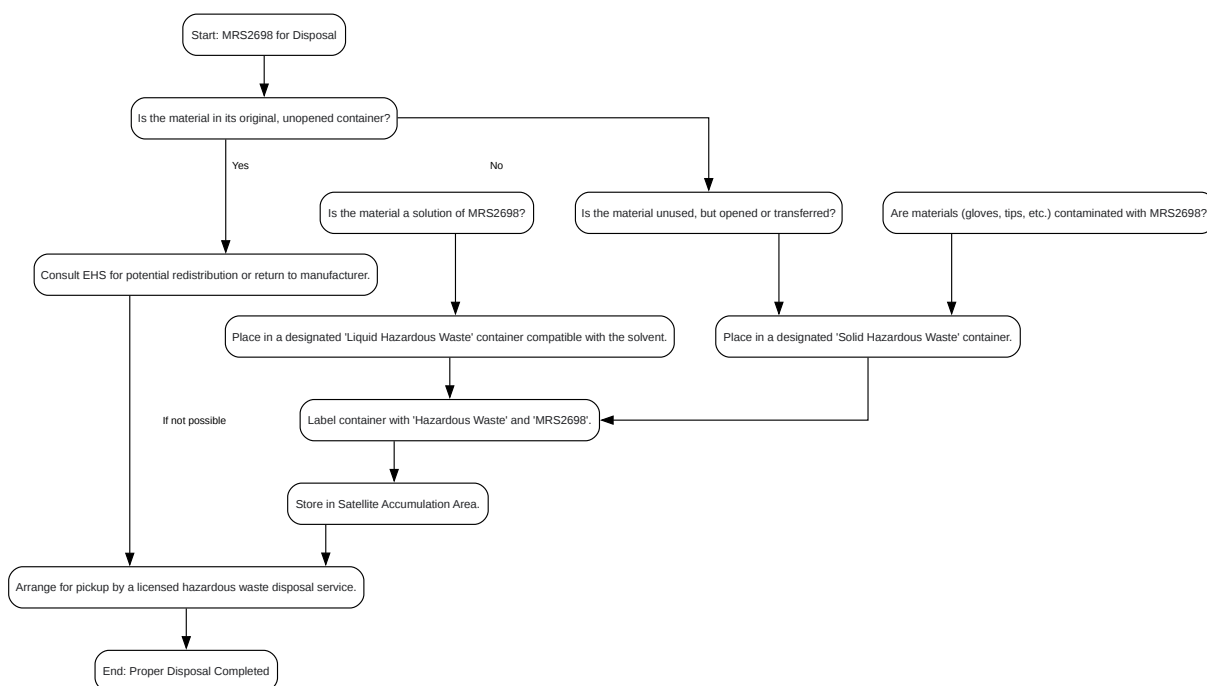 Start: MRS2698 for Disposal
Is the material in its original, unopened container?
Yes
No
Is the material a solution of MRS2698?
Is the material unused, but opened or transferred?
Are materials (gloves, tips, etc.) contaminated with MRS2698?
Consult EHS for potential redistribution or return to manufacturer.
Place in a designated 'Liquid Hazardous Waste' container compatible with the solvent.
Place in a designated 'Solid Hazardous Waste' container.
If not possible
Label container with 'Hazardous Waste' and 'MRS2698'.
Store in Satellite Accumulation Area.
Arrange for pickup by a licensed hazardous waste disposal service.
End: Proper Disposal Completed